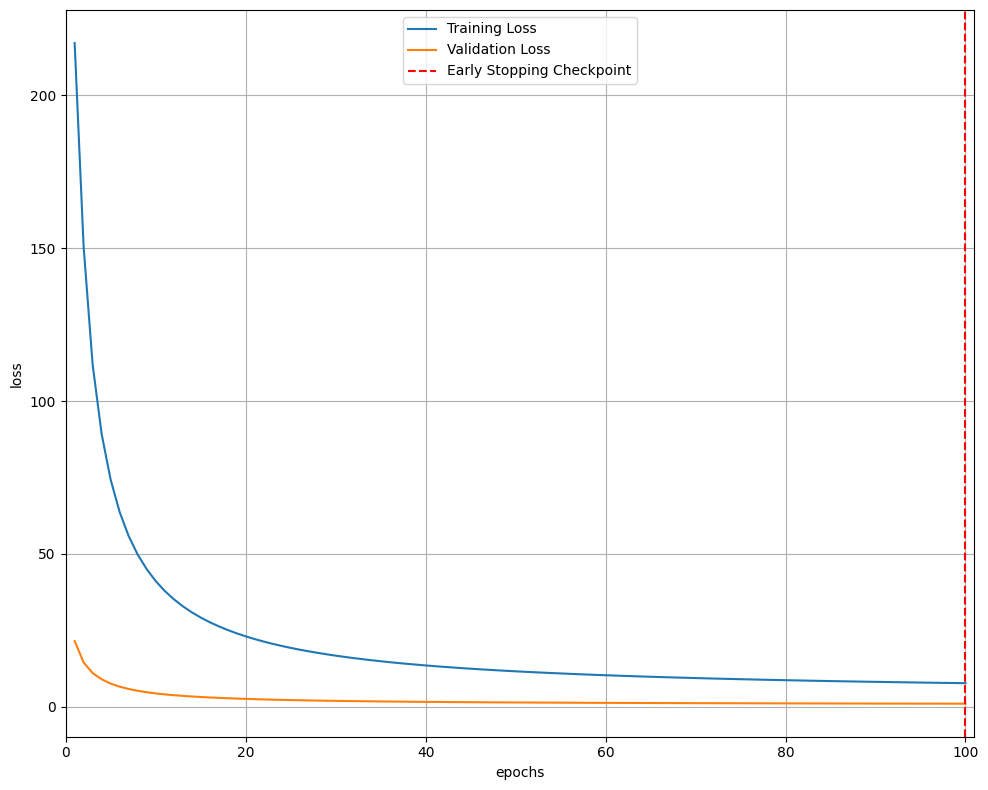 Training Loss
Validation Loss
Early Stopping Checkpoint
200
150
100
50
0
loss
0 20 40 60 80 100
epochs